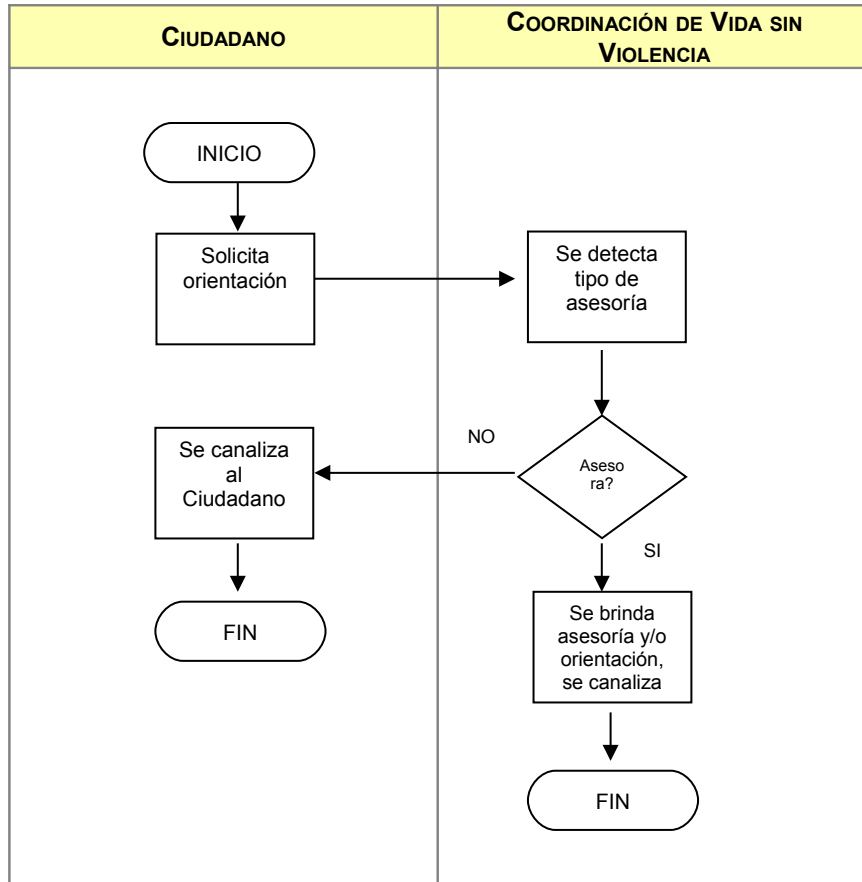 CIUDADANO
COORDINACIÓN DE VIDA SIN
VIOLENCIA
INICIO
Solicita
orientación
Se detecta
tipo de
asesoría
NO
Se canaliza
al
Ciudadano
Aseso
ra?
SI
FIN
Se brinda
asesoría y/o
orientación,
se canaliza
FIN